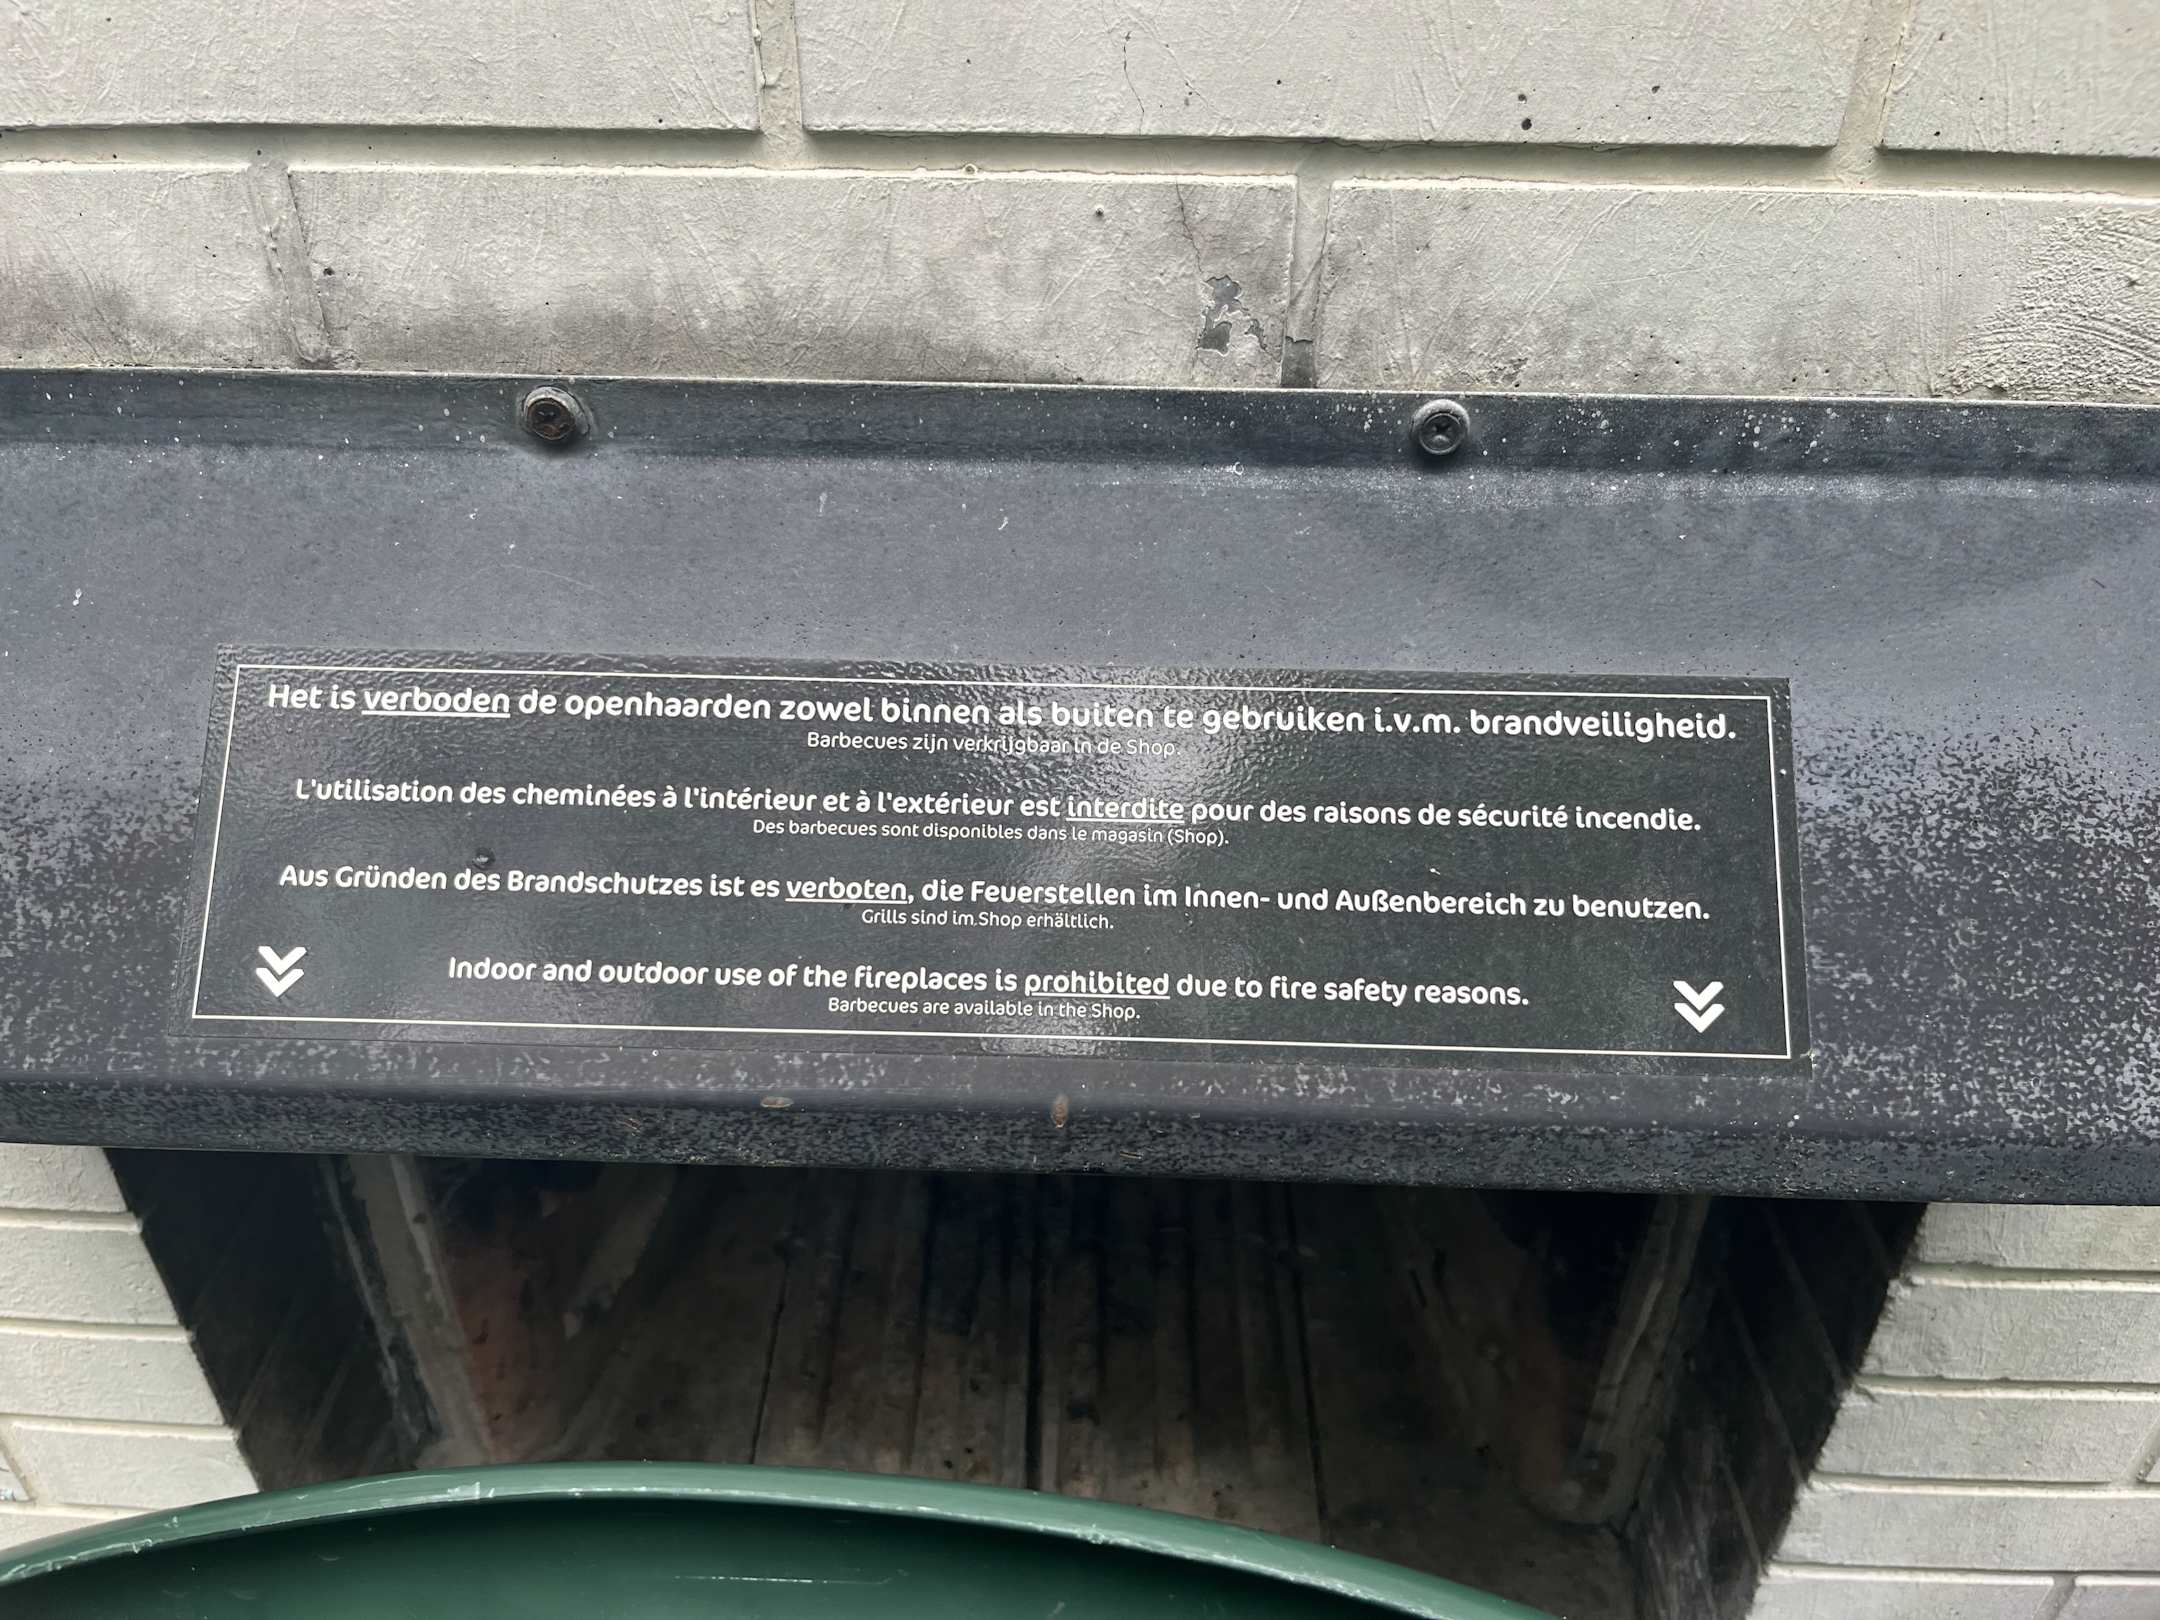 Het is verboden de openhaarden zowel binnen als buiten te gebruiken i.v.m. brandveiligheid.
Barbecues zijn verkrijgbaar in de Shop.
L'utilisation des cheminées à l'intérieur et à l'extérieur est interdite pour des raisons de sécurité incendie.
Des barbecues sont disponibles dans le magasin (Shop).
Aus Gründen des Brandschutzes ist es verboten, die Feuerstellen im Innen- und Außenbereich zu benutzen.
Grills sind im Shop erhältlich.
Indoor and outdoor use of the fireplaces is prohibited due to fire safety reasons.
Barbecues are available in the Shop.